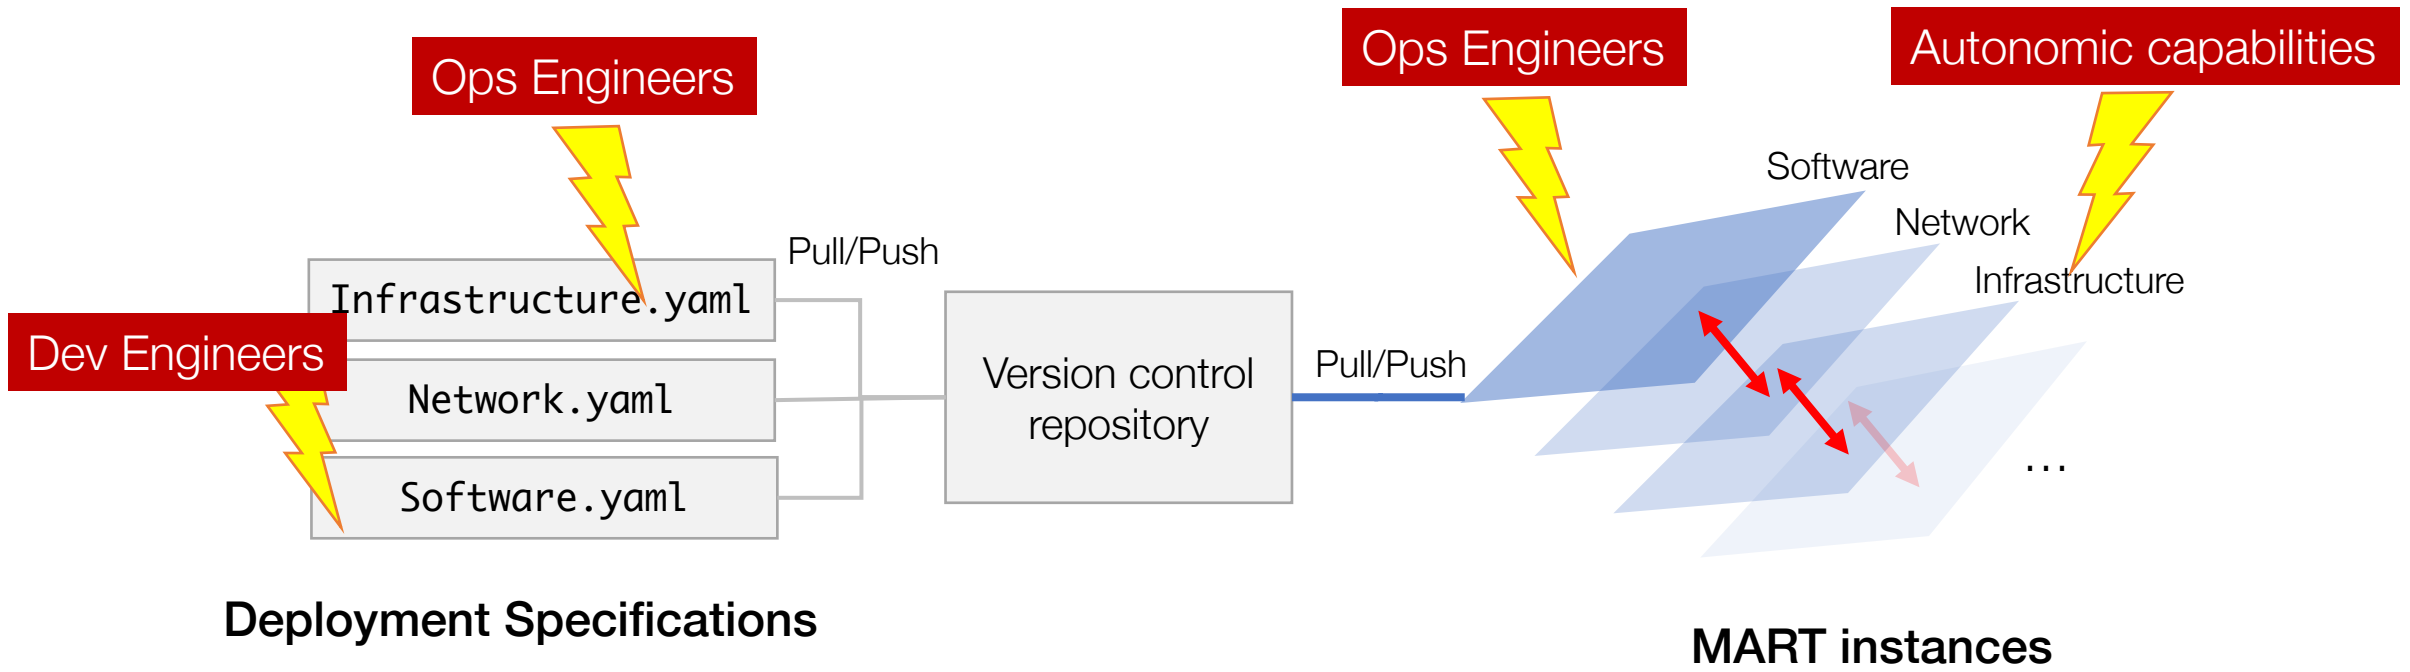 Ops Engineers
Ops Engineers
Autonomic capabilities
Software
Network
Infrastructure
Pull/Push
Infrastructure.yaml
Dev Engineers
Network.yaml
Software.yaml
Version control
repository
Pull/Push
...
Deployment Specifications
MART instances